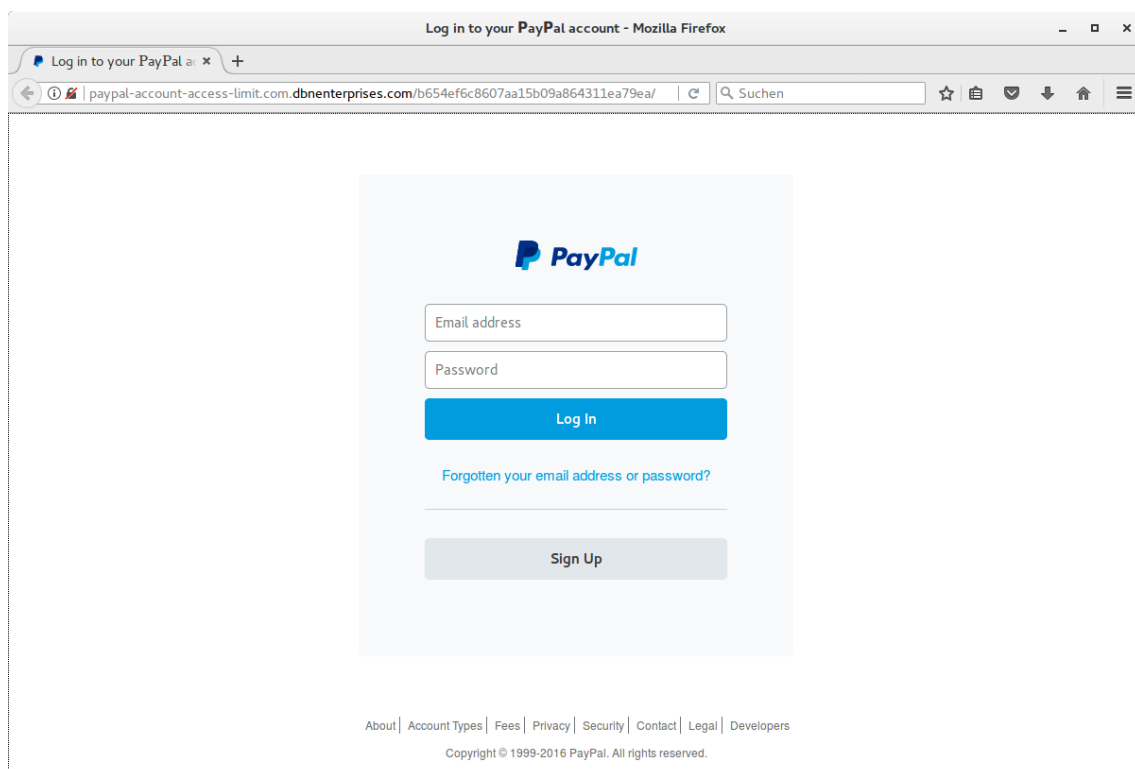 Log in to your PayPal account - Mozilla Firefox
Log in to your PayPal ac
paypal-account-access-limit.com.dbnenterprises.com/b654ef6c8607aa15b09a864311ea79ea/
Suchen
PayPal
Email address
Password
Log In
Forgotten your email address or password?
Sign Up
About | Account Types | Fees | Privacy | Security | Contact | Legal | Developers
Copyright © 1999-2016 PayPal. All rights reserved.